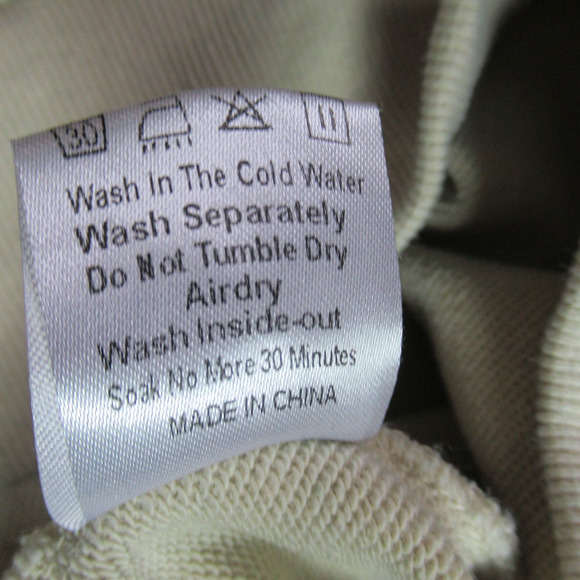 30
Wash In The Cold Water
Wash Separately
Do Not Tumble Dry
Airdry
Wash Inside-out
Soak No More 30 Minutes
MADE IN CHINA